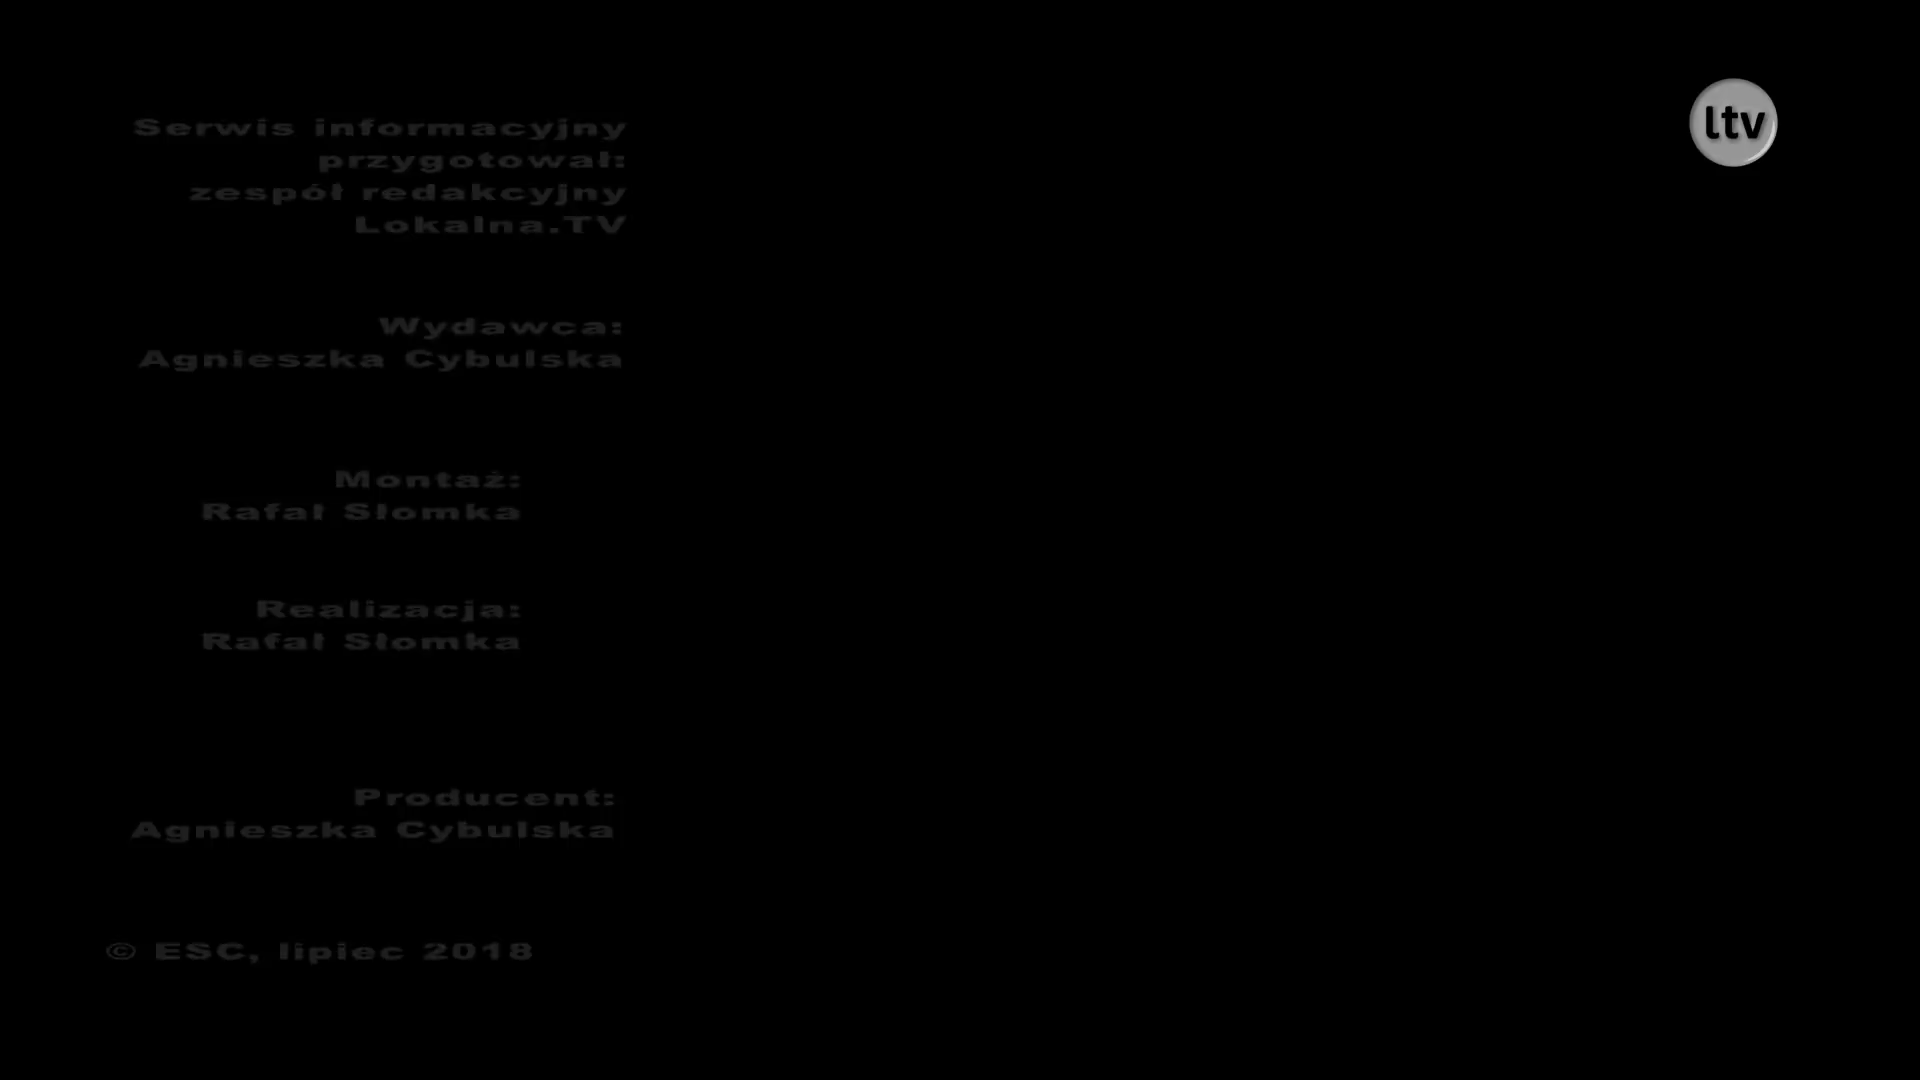 ltv
Serwis informacyjny
przygotował:
zespół redakcyjny
Lokalna.TV
Wydawca:
Agnieszka Cybulska
Montaż:
Rafał Słomka
Realizacja:
Rafał Słomka
Producent:
Agnieszka Cybulska
© ESC, lipiec 2018